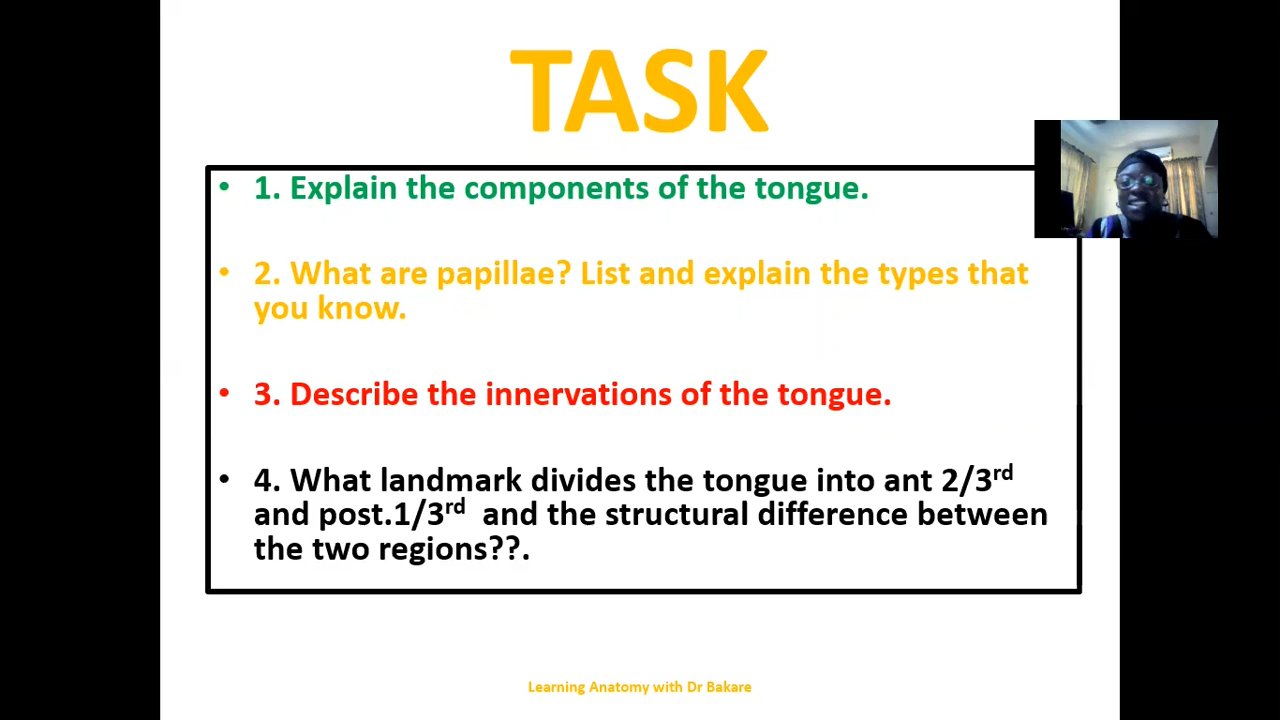 TASK
• 1. Explain the components of the tongue.
• 2. What are papillae? List and explain the types that
you know.
• 3. Describe the innervations of the tongue.
• 4. What landmark divides the tongue into ant 2/3rd
and post.1/3rd and the structural difference between
the two regions??.
Learning Anatomy with Dr Bakare